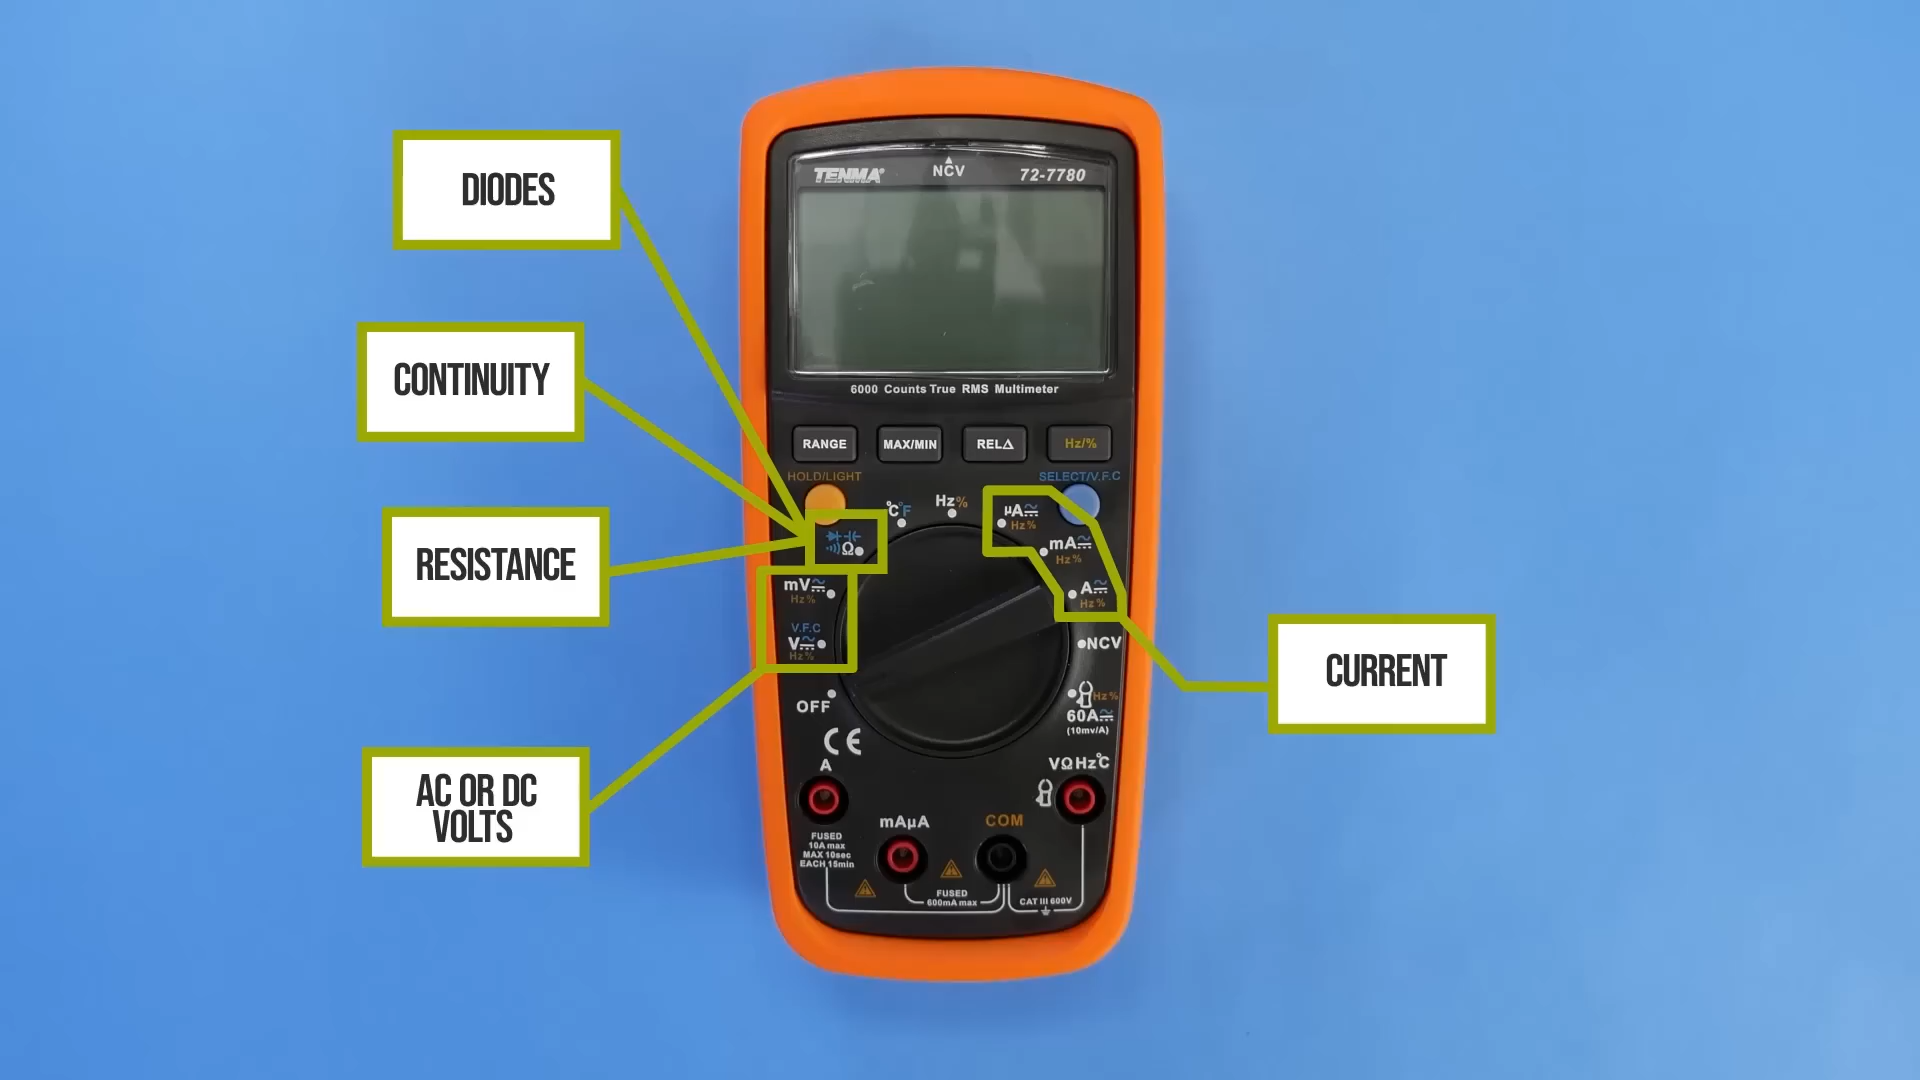 DIODES
TENMA®
NCV
72-7780
CONTINUITY
6000 Counts True RMS Multimeter
RANGE
MAX/MIN
REL△
Hz/%
HOLD/LIGHT
SELECT/V.F.C
°C°F
Hz%
µA
Hz%
RESISTANCE
Ω
mA
Hz%
mV
Hz%
A
Hz%
V.F.C
V
Hz%
NCV
CURRENT
OFF
Hz%
60A
(10mv/A)
CE
A
VΩHz°C
AC OR DC
VOLTS
mAµA
COM
FUSED
10A max
MAX 10sec
EACH 15min
FUSED
600mA max
CAT III 600V